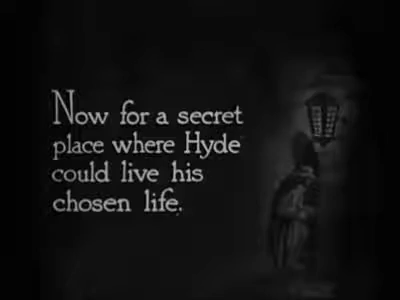 Now for a secret
place where Hyde
could live his
chosen life.